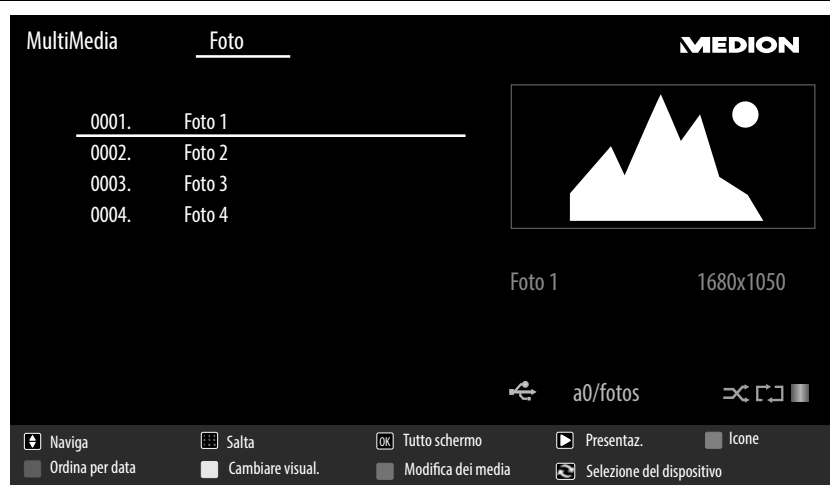 MultiMedia Foto MEDION
0001. Foto 1
0002. Foto 2
0003. Foto 3
0004. Foto 4
Foto 1 1680x1050
a0/fotos
Naviga Salta OK Tutto schermo Presentaz. Icone
Ordina per data Cambiare visual. Modifica dei media Selezione del dispositivo